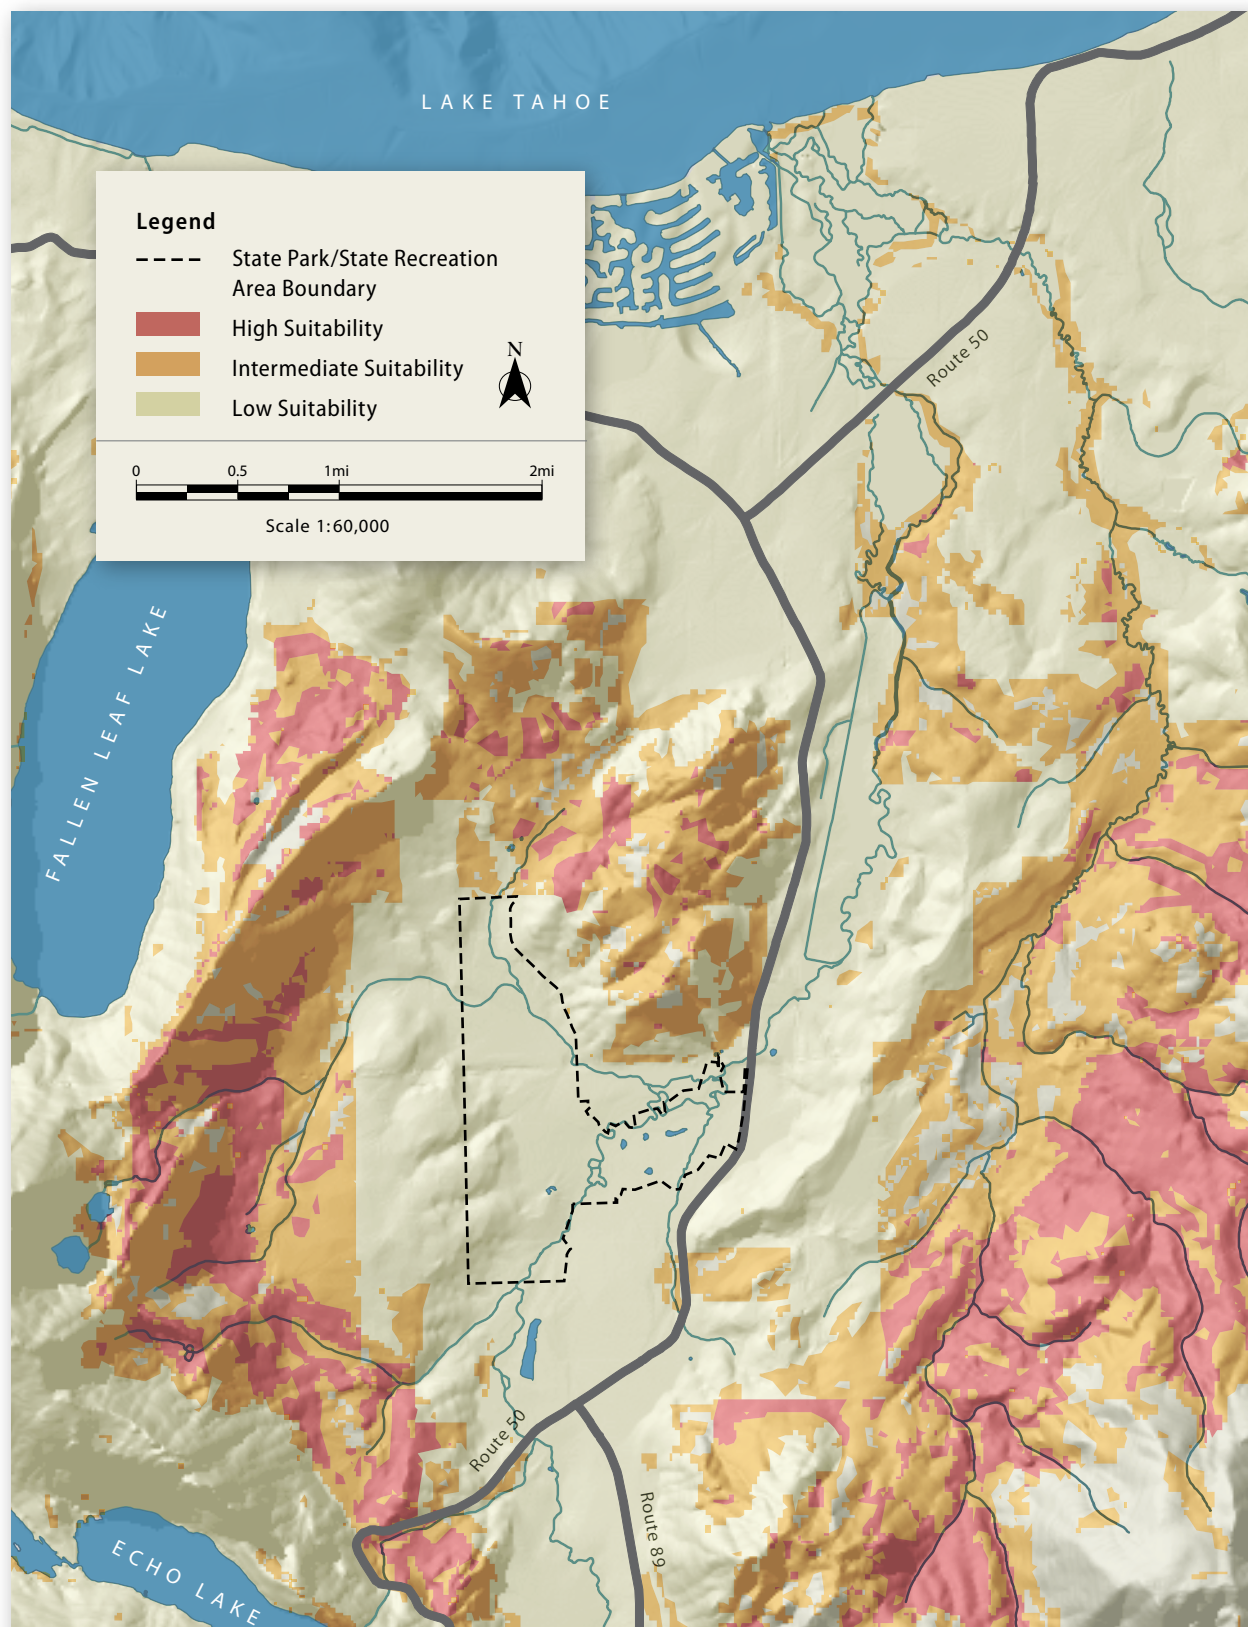 LAKE TAHOE
Legend
State Park/State Recreation
Area Boundary
High Suitability
Intermediate Suitability
Low Suitability
N
0 0.5 1mi 2mi
Scale 1:60,000
Route 50
FALLEN LEAF LAKE
Route 50
Route 89
ECHO LAKE